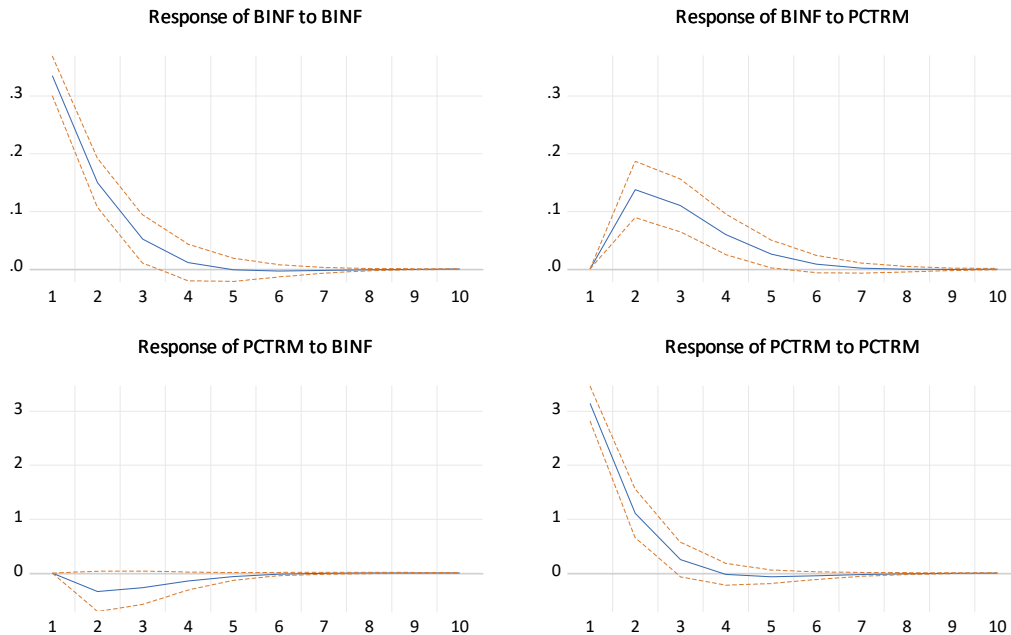 Response of BINF to BINF
.3
.2
.1
.0
1 2 3 4 5 6 7 8 9 10
Response of BINF to PCTRM
.3
.2
.1
.0
1 2 3 4 5 6 7 8 9 10
Response of PCTRM to BINF
3
2
1
0
1 2 3 4 5 6 7 8 9 10
Response of PCTRM to PCTRM
3
2
1
0
1 2 3 4 5 6 7 8 9 10